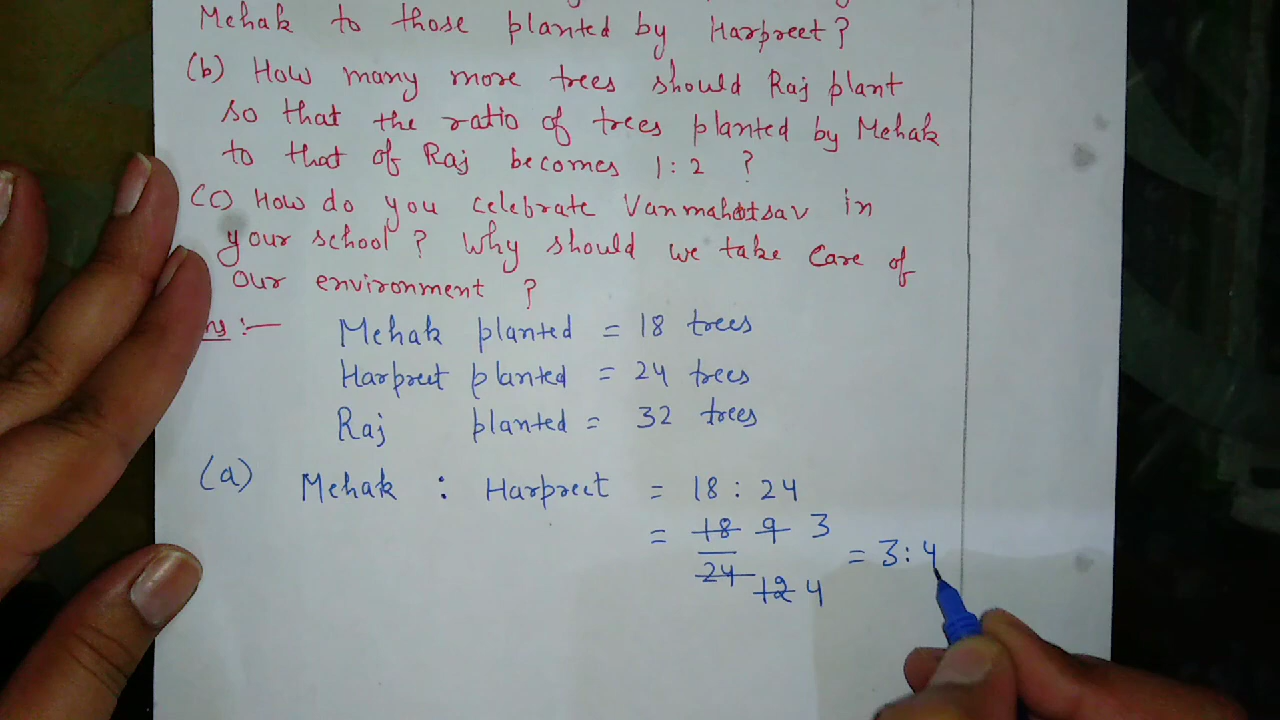 Mehak to those planted by Harpreet?
(b) How many more trees should Raj plant
so that the ratio of trees planted by Mehak
to that of Raj becomes 1:2 ?
(c) How do you celebrate Vanmahotsav in
your school? Why should we take care of
our environment ?
ns :-
Mehak planted = 18 trees
Harpreet planted = 24 trees
Raj planted = 32 trees
(a) Mehak : Harpreet = 18 : 24
= 18 9 3
24 12 4 = 3:4